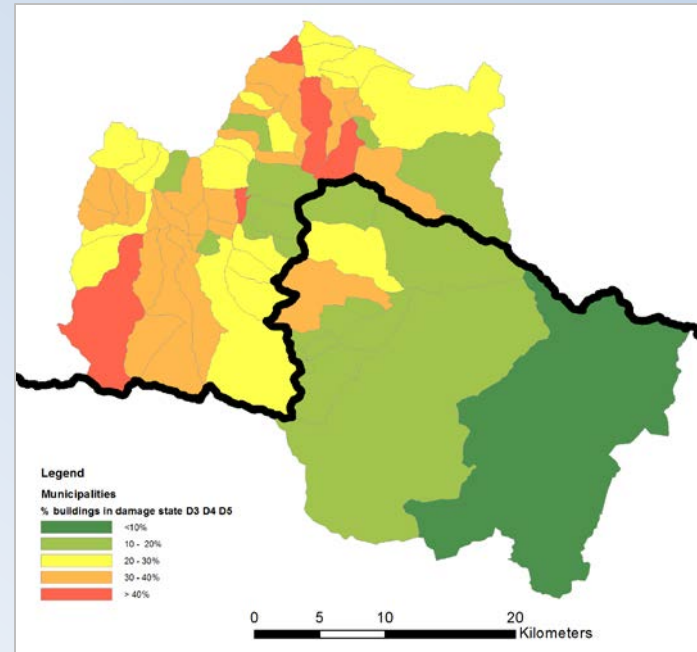 Legend
Municipalities
% buildings in damage state D3 D4 D5
<10%
10 - 20%
20 - 30%
30 - 40%
> 40%
0 5 10 20
Kilometers